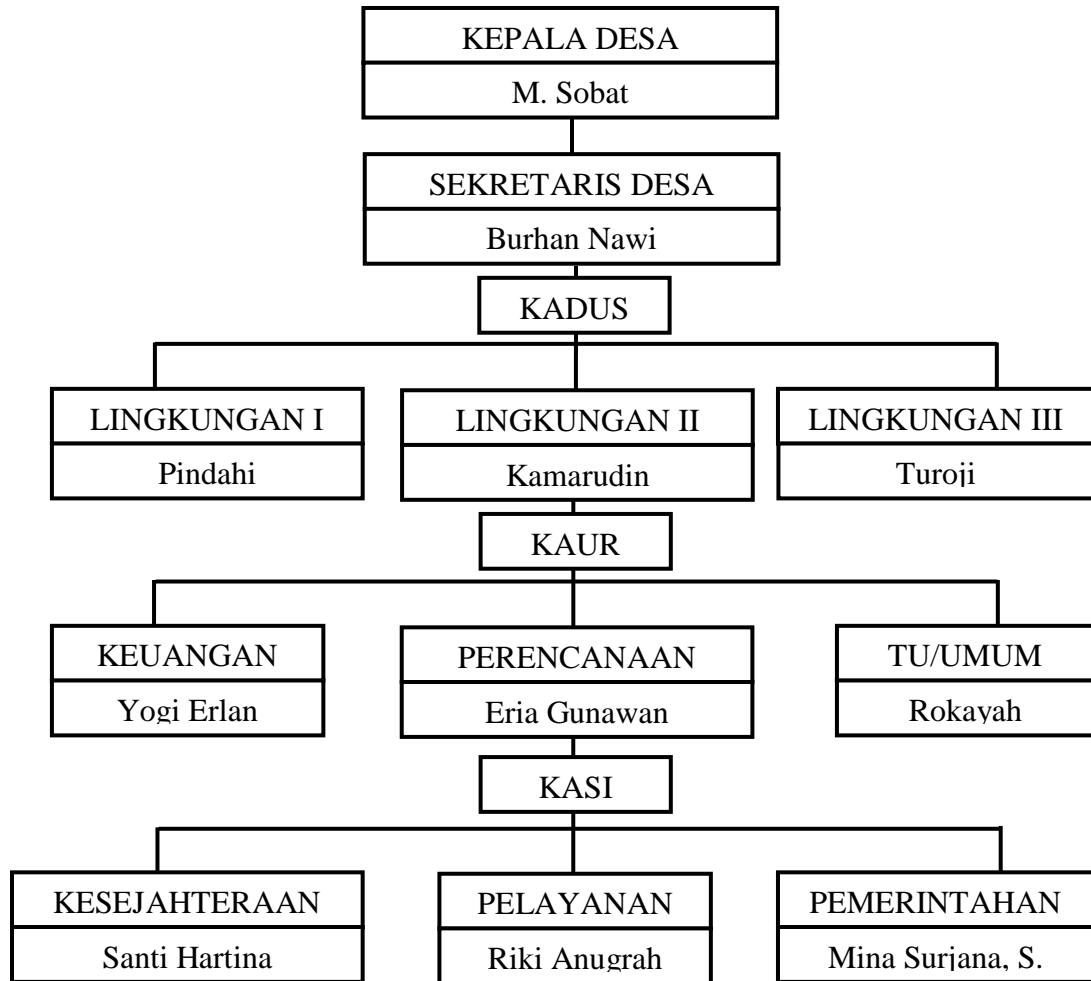 KEPALA DESA
M. Sobat
SEKRETARIS DESA
Burhan Nawi
KADUS
LINGKUNGAN I
Pindahi
LINGKUNGAN II
Kamarudin
LINGKUNGAN III
Turoji
KAUR
KEUANGAN
Yogi Erlan
PERENCANAAN
Eria Gunawan
TU/UMUM
Rokayah
KASI
KESEJAHTERAAN
Santi Hartina
PELAYANAN
Riki Anugrah
PEMERINTAHAN
Mina Surjana, S.